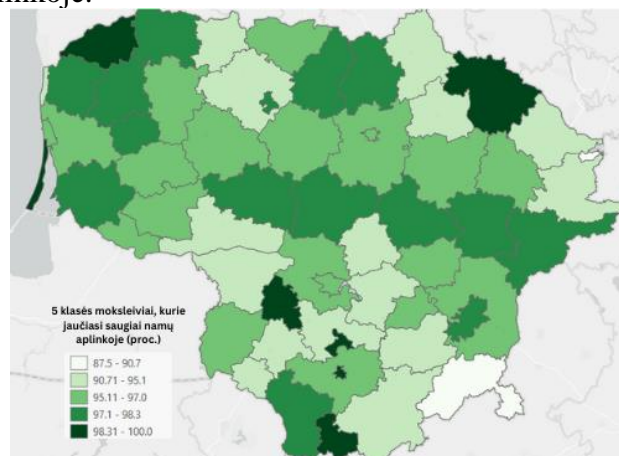 5 klasės moksleiviai, kurie
jaučiasi saugiai namų
aplinkoje (proc.)
87.5 - 90.7
90.71 - 95.1
95.11 - 97.0
97.1 - 98.3
98.31 - 100.0